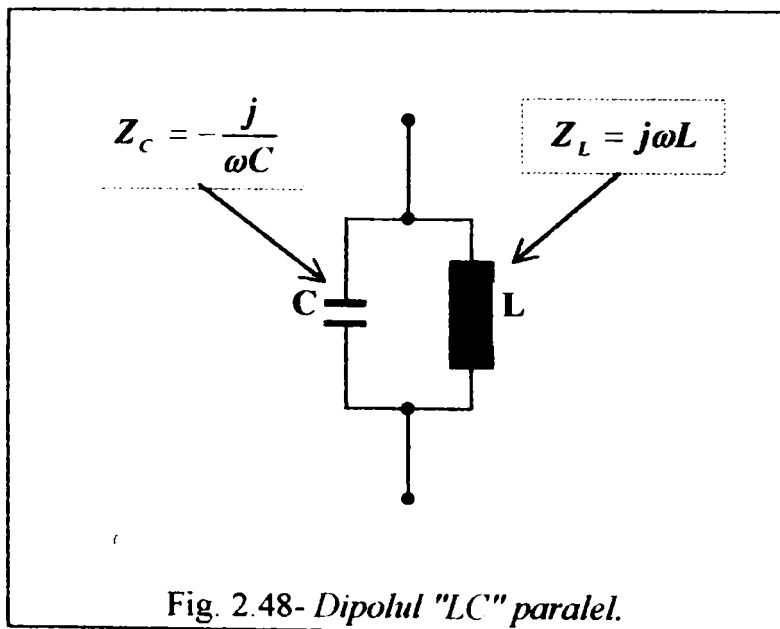 Z_C = - j / ωC
Z_L = jωL
C
L
Fig. 2.48- Dipolul "LC" paralel.